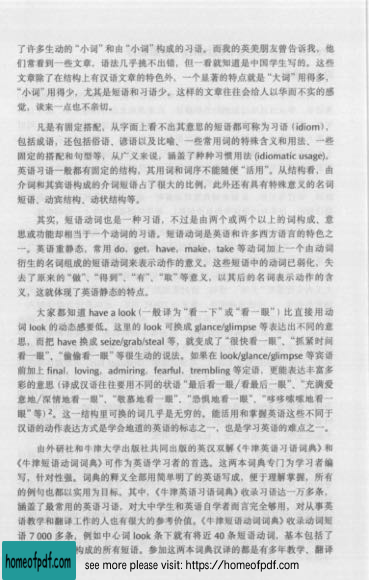 了许多生动的“小词”和由“小词”构成的习语。而我的英美朋友曾告诉我，他
们常看到一些文章，语法几乎挑不出错，但一看就知道是中国学生写的。这些
文章除了在结构上有汉语文章的特色外，一个显著的特点就是“大词”用得多，
“小词”用得少，尤其是短语和习语少。这样的文章往往会给人以华而不实的感
觉，读来一点也不亲切。
凡是有固定搭配，从字面上看不出其意思的短语都可称为习语 (idiom)，
包括成语，还包括俗语、谚语以及比喻、一些常用词的特殊含义和用法、一些
固定的搭配和句型等，从广义来说，涵盖了种种习惯用法 (idiomatic usage)。
英语习语一般都有固定的结构，其用词和词序不能随便“活用”。从结构看，由
介词和其宾语构成的介词短语占了很大的比例，此外还有具有特殊意义的名词
短语、动宾结构、动状结构等。
其实，短语动词也是一种习语，不过是由两个或两个以上的词构成、意
思或功能却相当于一个动词的习语。短语动词是英语和许多西方语言的特色之
一。英语重静态，常用 do、get、have、make、take 等动词加上一个由动词
衍生的名词组成的短语动词来表示动作的意义。这些短语中的动词已弱化，失
去了原来的“做”、“得到”、“有”、“取”等意义，以其后的名词表示动作的含
义，这就体现了英语静态的特点。
大家都知道 have a look (一般译为“看一下”或“看一眼”) 比直接用动
词 look 的动态感要低。这里的 look 可换成 glance/glimpse 等表达出不同的意
思，而把 have 换成 seize/grab/steal 等，就变成了“很快看一眼”、“抓紧时间
看一眼”、“偷偷看一眼”等很生动的说法。如果在 look/glance/glimpse 等宾语
前加上 final、loving、admiring、fearful、trembling 等定语，更能表达丰富多
彩的意思 (译成汉语往往要用不同的状语“最后看一眼/看最后一眼”、“充满爱
意地/深情地看一眼”、“敬慕地看一眼”、“恐惧地看一眼”、“哆哆嗦嗦地看一
眼”等) 2。这一结构里可换的词几乎是无穷的。能活用和掌握英语这些不同于
汉语的动作表达方式是学会地道的英语的标志之一，也是学习英语的难点之一。
由外研社和牛津大学出版社共同出版的英汉双解《牛津英语习语词典》和
《牛津短语动词词典》可作为英语学习者的首选。这两本词典专门为学习者编
写，针对性强。词典的释义全部用简单明了的英语写成，便于理解掌握，所有
的例句也都以实用为目标。其中，《牛津英语习语词典》收录习语达一万多条，
涵盖了最常用的英语习语，对大中学生和英语自学者而言完全够用，对从事英
语教学和翻译工作的人也有很大的参考价值。《牛津短语动词词典》收录动词短
语 7 000 多条，例如中心词 look 条下就有将近 40 条短语动词，基本包括了
构成的所有短语。参加这两本词典汉译的都是有多年教学、翻译
homeofpdf.com
see more please visit: https://homeofpdf.com